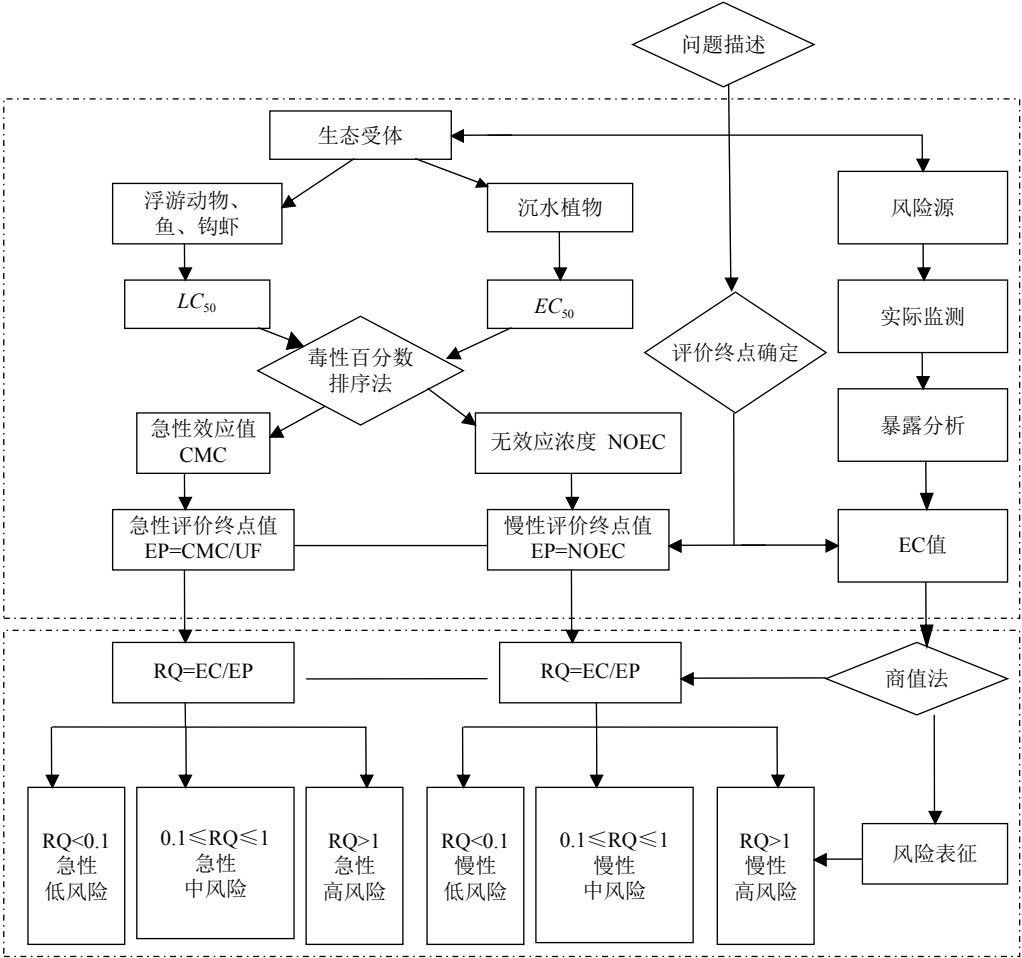 问题描述
生态受体
浮游动物、
鱼、钩虾
沉水植物
风险源
LC₅₀
EC₅₀
实际监测
毒性百分数
排序法
评价终点确定
急性效应值
CMC
无效应浓度 NOEC
暴露分析
急性评价终点值
EP=CMC/UF
慢性评价终点值
EP=NOEC
EC值
RQ=EC/EP
RQ=EC/EP
商值法
RQ<0.1
急性
低风险
0.1≤RQ≤1
急性
中风险
RQ>1
急性
高风险
RQ<0.1
慢性
低风险
0.1≤RQ≤1
慢性
中风险
RQ>1
慢性
高风险
风险表征